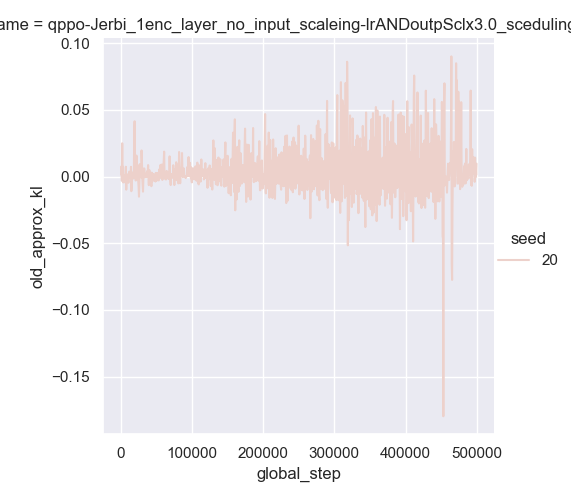 ame = qppo-Jerbi_1enc_layer_no_input_scaleing-lrANDoutpSclx3.0_sceduling
0.10
0.05
0.00
−0.05
−0.10
−0.15
old_approx_kl
0 100000 200000 300000 400000 500000
global_step
seed
20